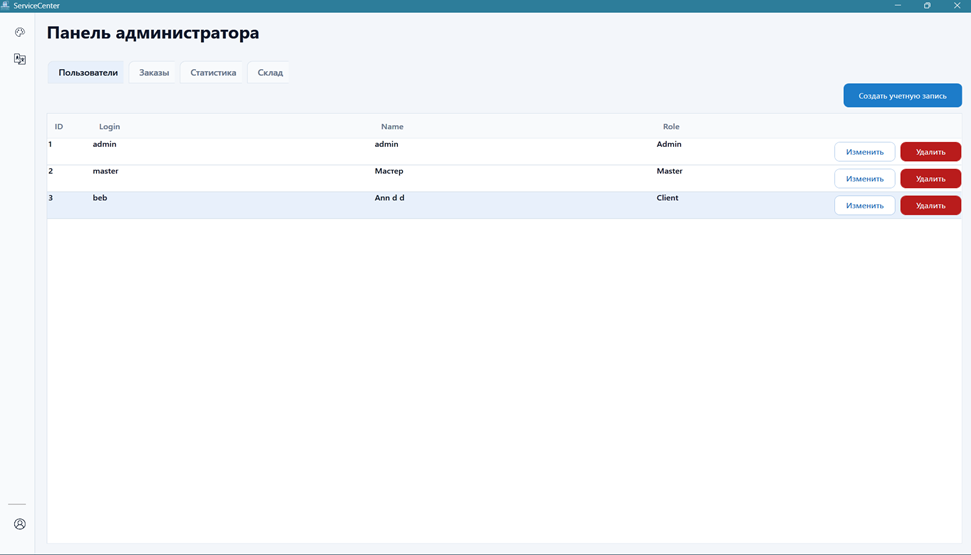 ServiceCenter
Панель администратора
Пользователи Заказы Статистика Склад
Создать учетную запись
ID Login Name Role
1 admin admin Admin Изменить Удалить
2 master Мастер Master Изменить Удалить
3 beb Ann d d Client Изменить Удалить